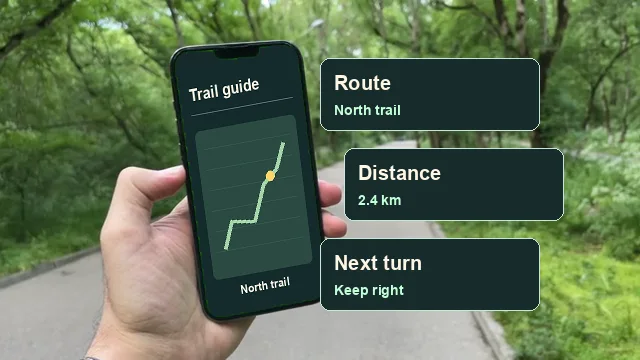 Trail guide
North trail
Route
North trail
Distance
2.4 km
Next turn
Keep right